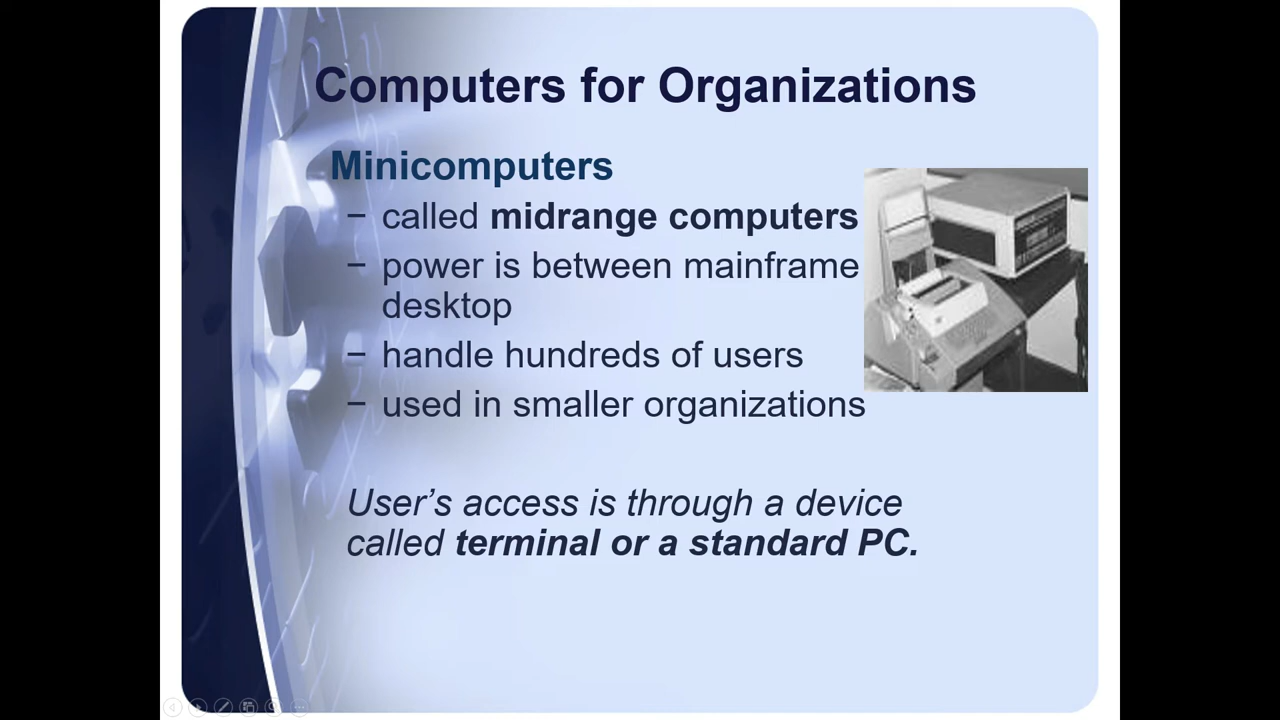 Computers for Organizations
Minicomputers
− called midrange computers
− power is between mainframe
desktop
− handle hundreds of users
− used in smaller organizations
User’s access is through a device
called terminal or a standard PC.